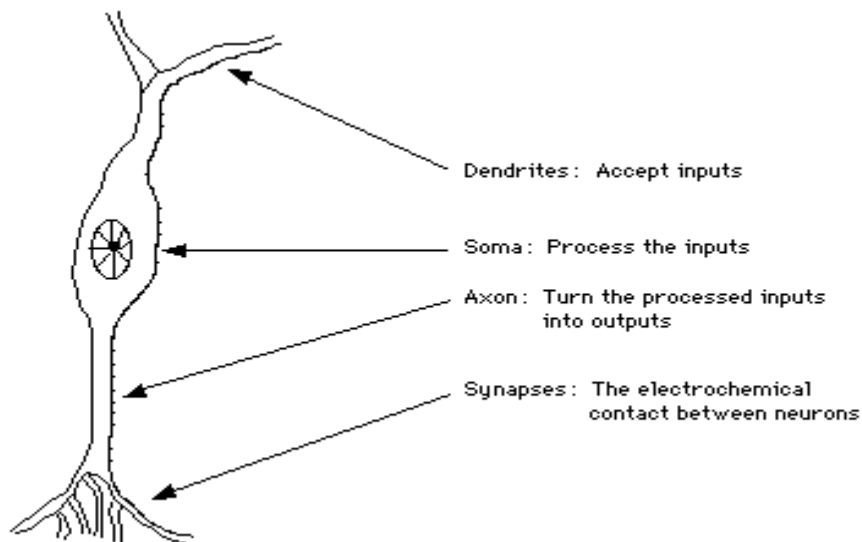 Dendrites: Accept inputs
Soma: Process the inputs
Axon: Turn the processed inputs
into outputs
Synapses: The electrochemical
contact between neurons